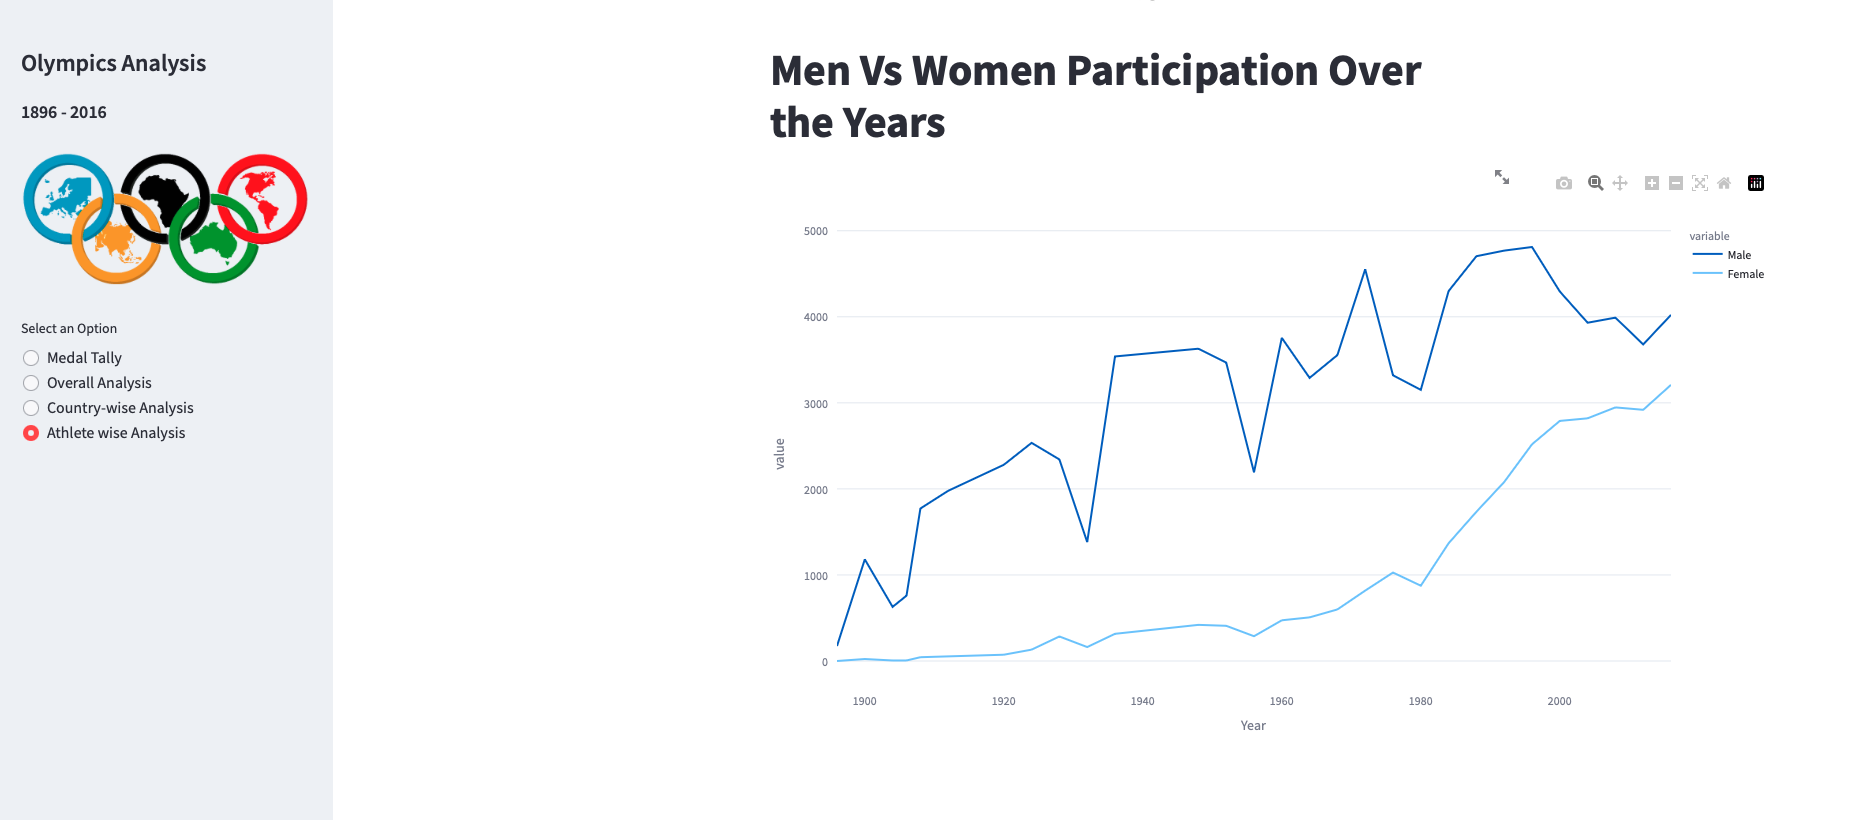 Olympics Analysis
1896 - 2016
Select an Option
Medal Tally
Overall Analysis
Country-wise Analysis
Athlete wise Analysis
Men Vs Women Participation Over
the Years
variable
Male
Female
value
5000
4000
3000
2000
1000
0
1900
1920
1940
1960
1980
2000
Year